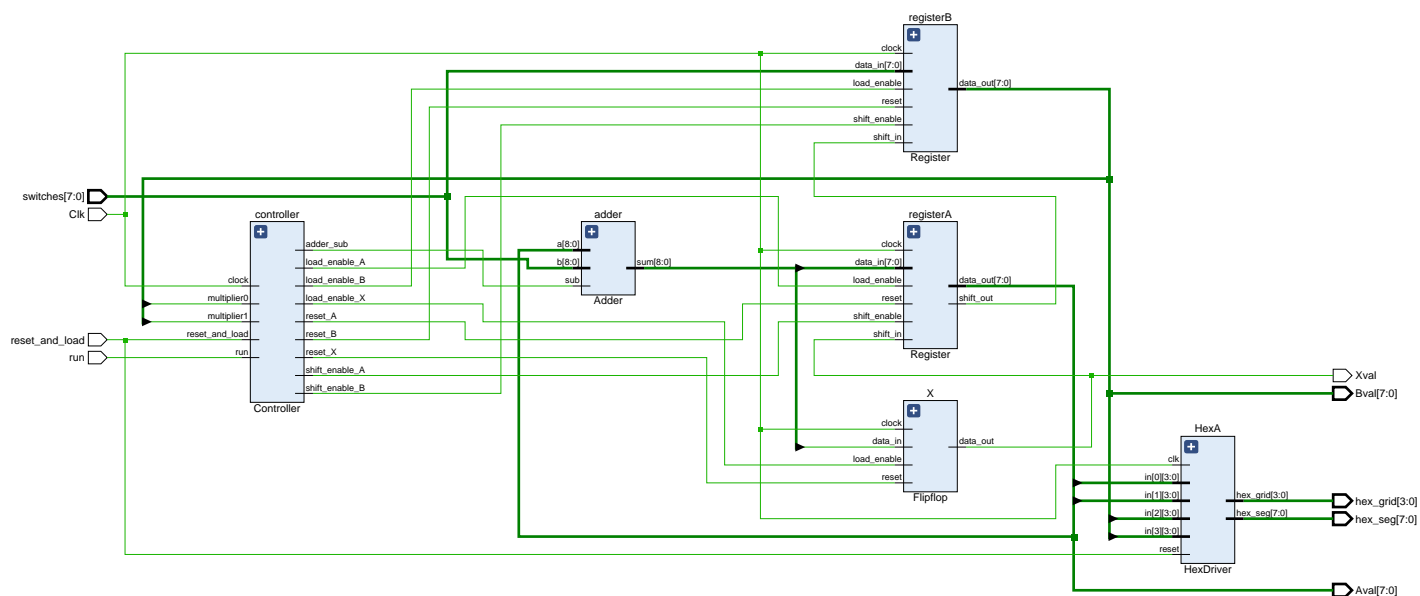 registerB
clock
data_in[7:0]
load_enable
reset
shift_enable
shift_in
data_out[7:0]
Register
switches[7:0]
Clk
reset_and_load
run
controller
clock
multiplier0
multiplier1
reset_and_load
run
adder_sub
load_enable_A
load_enable_B
load_enable_X
reset_A
reset_B
reset_X
shift_enable_A
shift_enable_B
Controller
adder
a[8:0]
b[8:0]
sub
sum[8:0]
Adder
registerA
clock
data_in[7:0]
load_enable
reset
shift_enable
shift_in
data_out[7:0]
shift_out
Register
X
clock
data_in
load_enable
reset
data_out
Flipflop
HexA
clk
in[0][3:0]
in[1][3:0]
in[2][3:0]
in[3][3:0]
reset
hex_grid[3:0]
hex_seg[7:0]
HexDriver
Xval
Bval[7:0]
hex_grid[3:0]
hex_seg[7:0]
Aval[7:0]